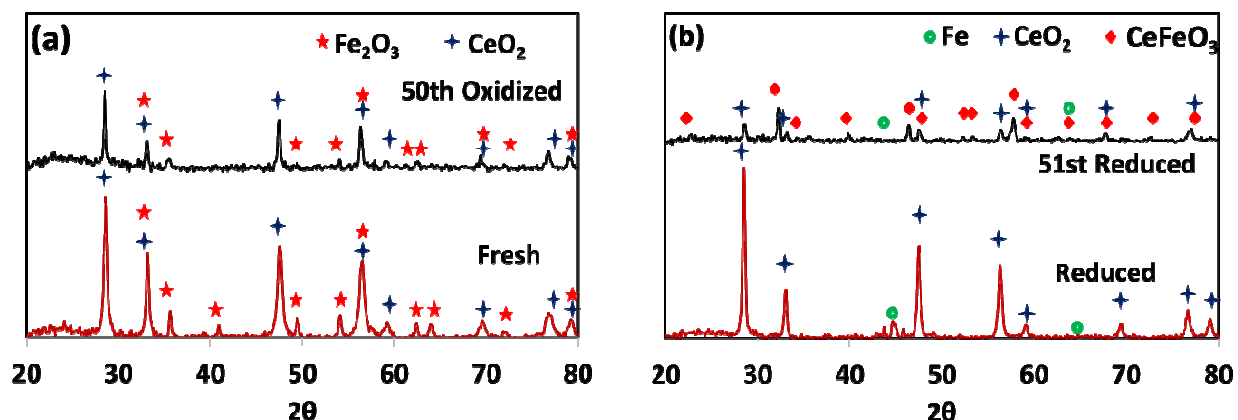 (a) Fe₂O₃ CeO₂
50th Oxidized
Fresh
20 30 40 50 60 70 80
2θ
(b) Fe CeO₂ CeFeO₃
51st Reduced
Reduced
20 30 40 50 60 70 80
2θ